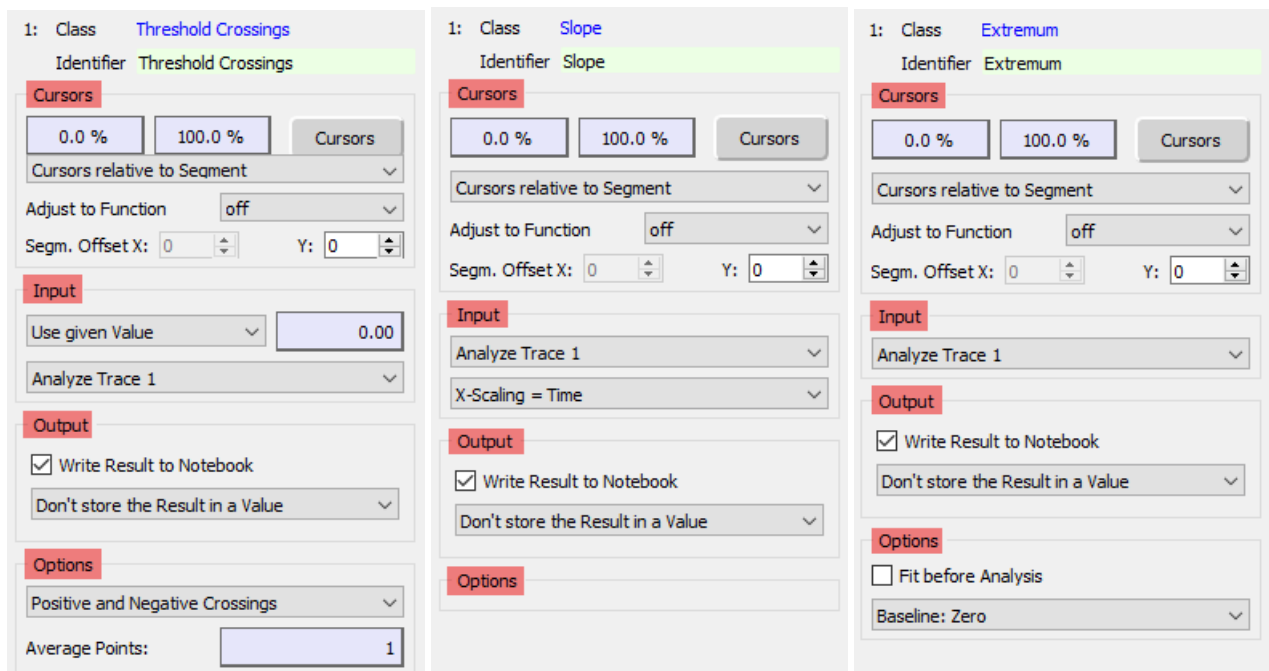 1: Class Threshold Crossings
Identifier Threshold Crossings
Cursors
0.0 % 100.0 % Cursors
Cursors relative to Segment
Adjust to Function off
Segm. Offset X: 0 Y: 0
Input
Use given Value 0.00
Analyze Trace 1
Output
Write Result to Notebook
Don't store the Result in a Value
Options
Positive and Negative Crossings
Average Points: 1
1: Class Slope
Identifier Slope
Cursors
0.0 % 100.0 % Cursors
Cursors relative to Segment
Adjust to Function off
Segm. Offset X: 0 Y: 0
Input
Analyze Trace 1
X-Scaling = Time
Output
Write Result to Notebook
Don't store the Result in a Value
Options
1: Class Extremum
Identifier Extremum
Cursors
0.0 % 100.0 % Cursors
Cursors relative to Segment
Adjust to Function off
Segm. Offset X: 0 Y: 0
Input
Analyze Trace 1
Output
Write Result to Notebook
Don't store the Result in a Value
Options
Fit before Analysis
Baseline: Zero